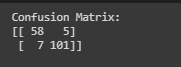 Confusion Matrix:
[[ 58   5]
 [  7 101]]